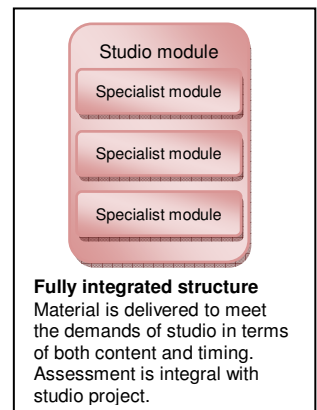 Studio module
Specialist module
Specialist module
Specialist module
Fully integrated structure
Material is delivered to meet
the demands of studio in terms
of both content and timing.
Assessment is integral with
studio project.